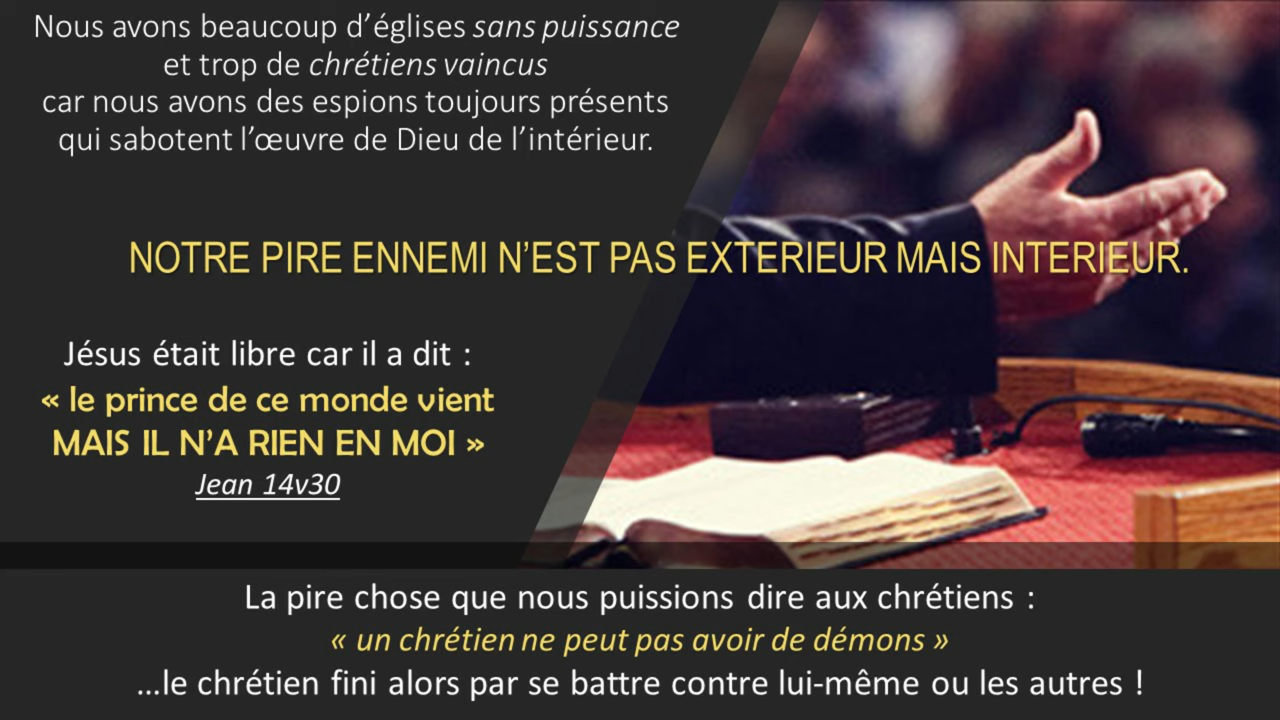 Nous avons beaucoup d’églises sans puissance
et trop de chrétiens vaincus
car nous avons des espions toujours présents
qui sabotent l’œuvre de Dieu de l’intérieur.
NOTRE PIRE ENNEMI N’EST PAS EXTERIEUR MAIS INTERIEUR.
Jésus était libre car il a dit :
« le prince de ce monde vient
MAIS IL N’A RIEN EN MOI »
Jean 14v30
La pire chose que nous puissions dire aux chrétiens :
« un chrétien ne peut pas avoir de démons »
...le chrétien fini alors par se battre contre lui-même ou les autres !